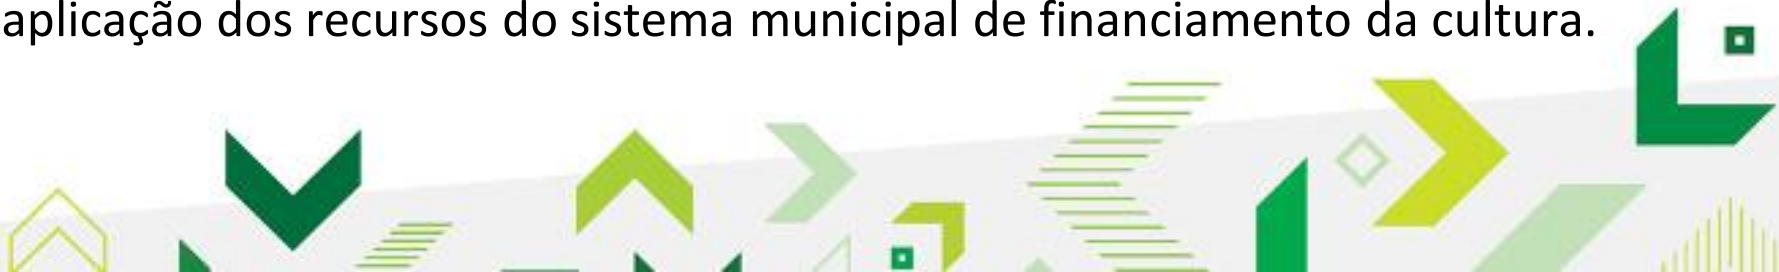 aplicação dos recursos do sistema municipal de financiamento da cultura.